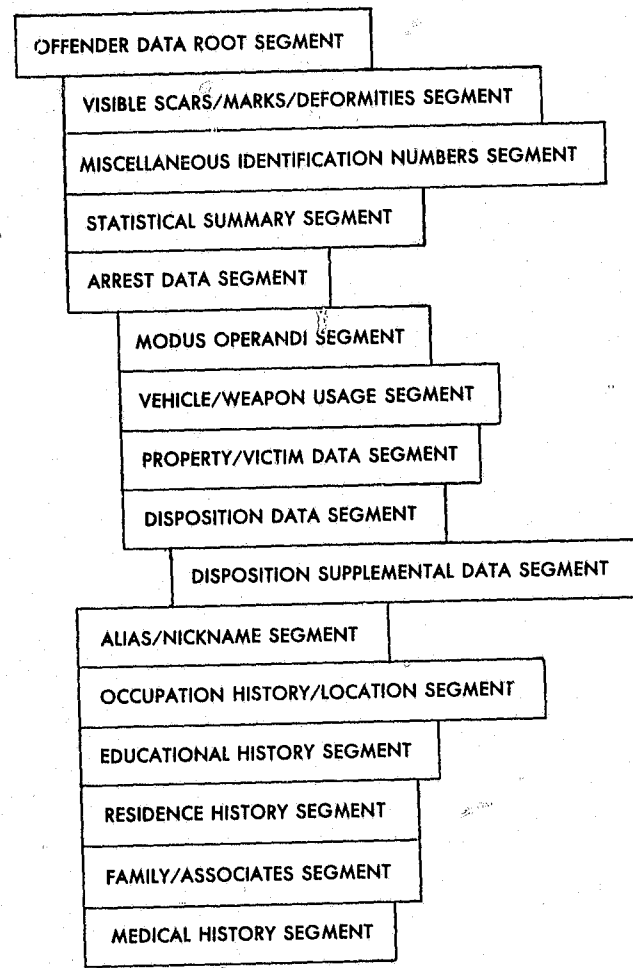 OFFENDER DATA ROOT SEGMENT
VISIBLE SCARS/MARKS/DEFORMITIES SEGMENT
MISCELLANEOUS IDENTIFICATION NUMBERS SEGMENT
STATISTICAL SUMMARY SEGMENT
ARREST DATA SEGMENT
MODUS OPERANDI SEGMENT
VEHICLE/WEAPON USAGE SEGMENT
PROPERTY/VICTIM DATA SEGMENT
DISPOSITION DATA SEGMENT
DISPOSITION SUPPLEMENTAL DATA SEGMENT
ALIAS/NICKNAME SEGMENT
OCCUPATION HISTORY/LOCATION SEGMENT
EDUCATIONAL HISTORY SEGMENT
RESIDENCE HISTORY SEGMENT
FAMILY/ASSOCIATES SEGMENT
MEDICAL HISTORY SEGMENT